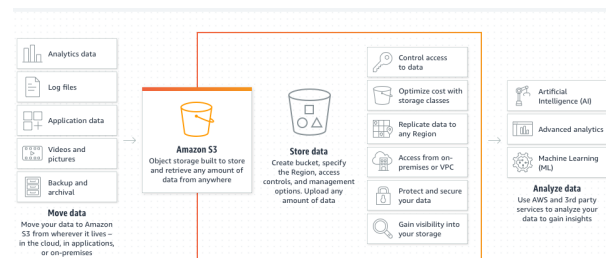 Analytics data
Log files
Application data
Videos and
pictures
Backup and
archival
Move data
Move your data to Amazon
S3 from wherever it lives –
in the cloud, in applications,
or on-premises
Amazon S3
Object storage built to store
and retrieve any amount of
data from anywhere
Store data
Create bucket, specify
the Region, access
controls, and management
options. Upload any
amount of data
Control access
to data
Optimize cost with
storage classes
Replicate data to
any Region
Access from on-
premises or VPC
Protect and secure
your data
Gain visibility into
your storage
Artificial
Intelligence (AI)
Advanced analytics
Machine Learning
(ML)
Analyze data
Use AWS and 3rd party
services to analyze your
data to gain insights